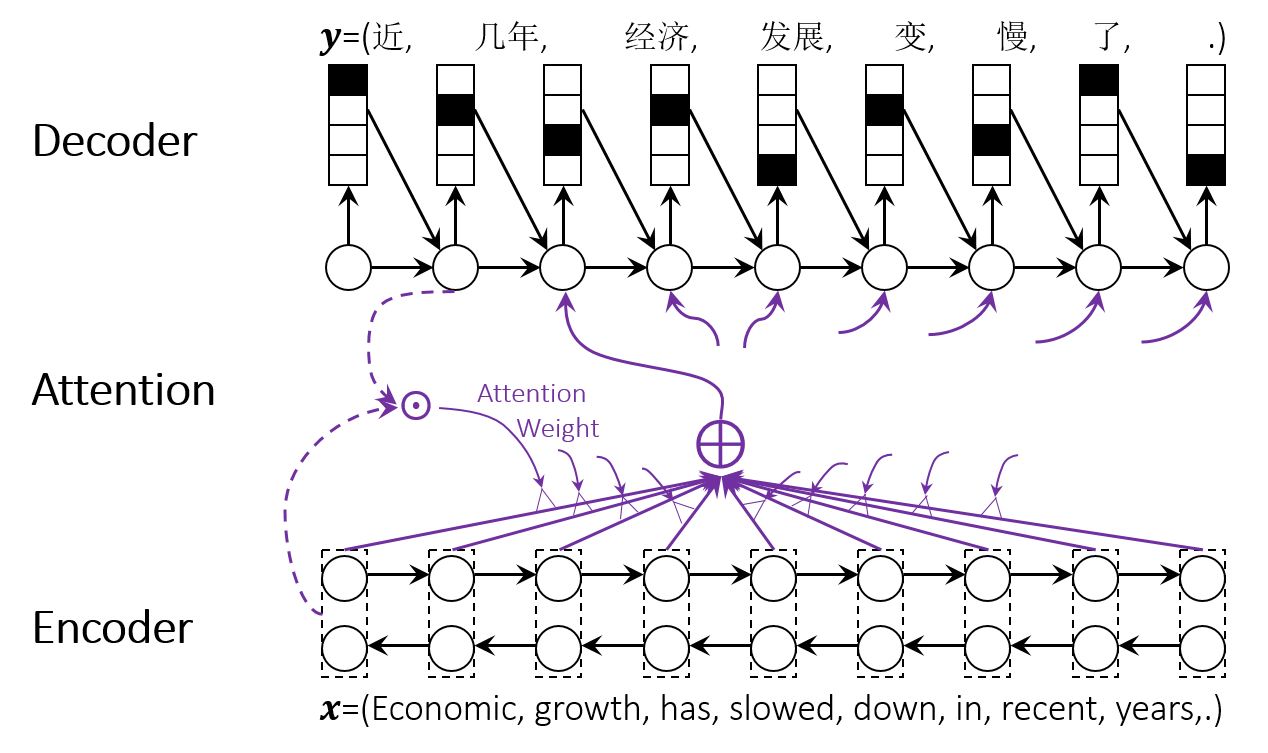 y=(近, 几年, 经济, 发展, 变, 慢, 了, .)
Decoder
Attention
Attention
Weight
Encoder
x=(Economic, growth, has, slowed, down, in, recent, years,.)